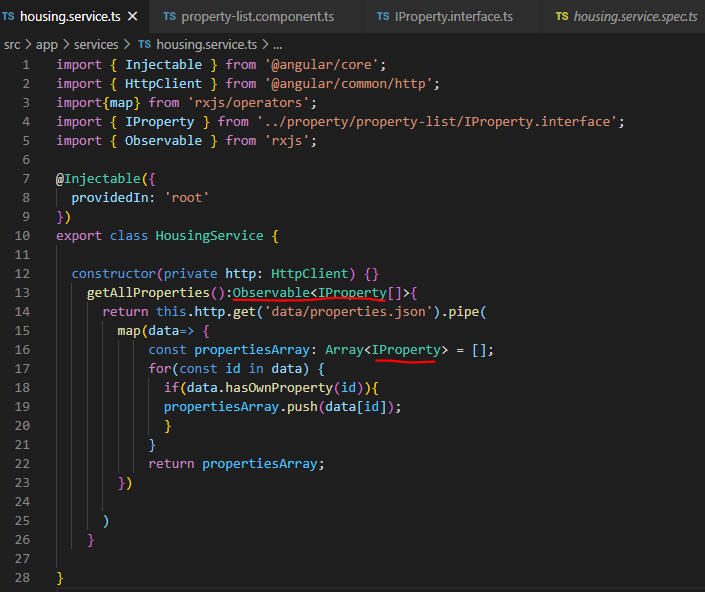 TS housing.service.ts ✕ TS property-list.component.ts TS IProperty.interface.ts TS housing.service.spec.ts
src > app > services > TS housing.service.ts > ...
1 import { Injectable } from '@angular/core';
2 import { HttpClient } from '@angular/common/http';
3 import{map} from 'rxjs/operators';
4 import { IProperty } from '../property/property-list/IProperty.interface';
5 import { Observable } from 'rxjs';
6
7 @Injectable({
8   providedIn: 'root'
9 })
10 export class HousingService {
11
12   constructor(private http: HttpClient) {}
13     getAllProperties():Observable<IProperty[]>{
14       return this.http.get('data/properties.json').pipe(
15         map(data=> {
16             const propertiesArray: Array<IProperty> = [];
17             for(const id in data) {
18               if(data.hasOwnProperty(id)){
19               propertiesArray.push(data[id]);
20               }
21             }
22             return propertiesArray;
23         })
24
25       )
26     }
27
28 }